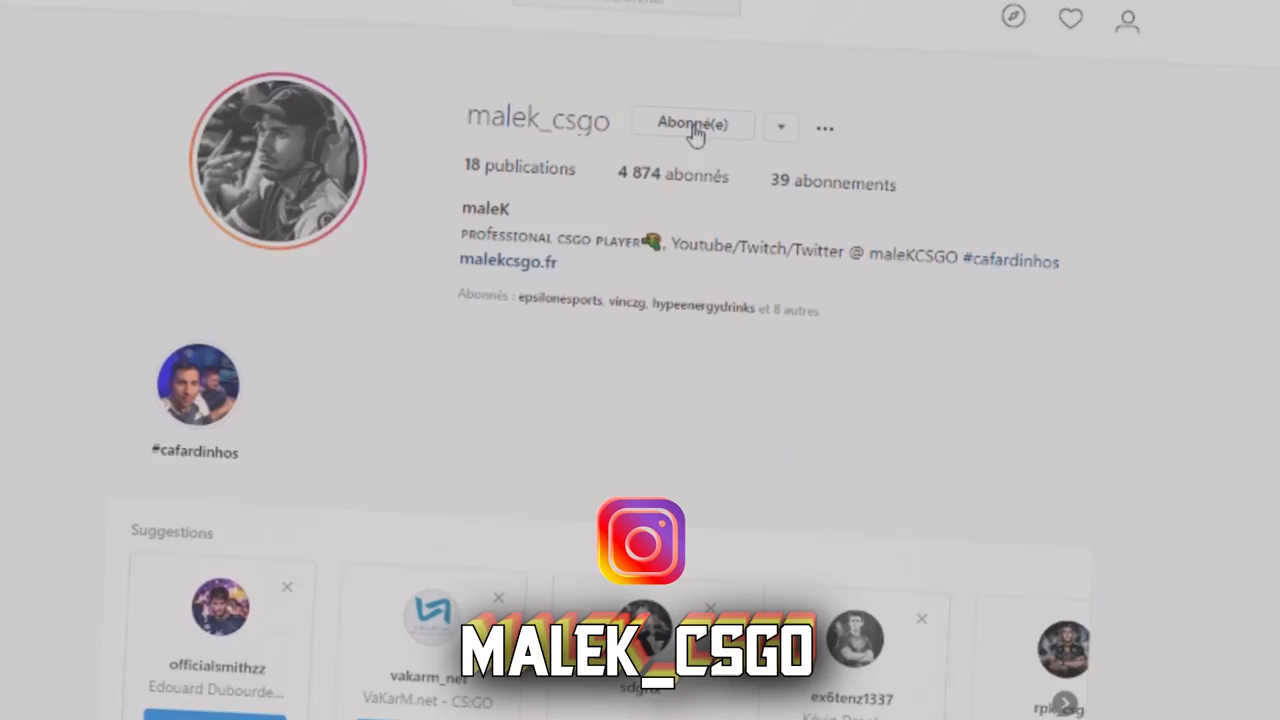 malek_csgo Abonné(e)
18 publications 4 874 abonnés 39 abonnements
maleK
PROFESSIONAL CSGO PLAYER, Youtube/Twitch/Twitter @ maleKCSGO #cafardinhos
malekcsgo.fr
Abonnés : epsilonesports, vinczg, hypeenergydrinks et 8 autres
#cafardinhos
Suggestions
officialsmithzz
Edouard Dubourde...
vakarm_net
VaKarM.net - CS:GO
ex6tenz1337
MALEK_CSGO